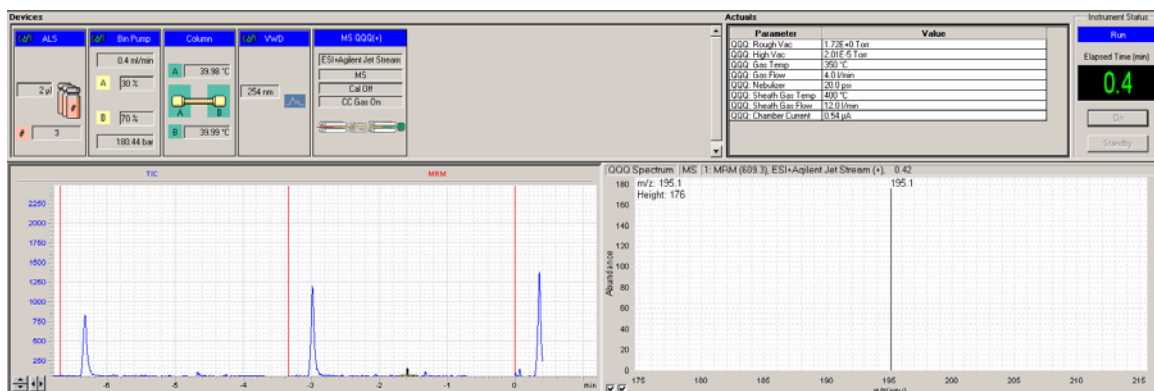 Devices
ALS
2 µl
# 3
Bin Pump
0.4 ml/min
A 30 %
B 70 %
180.44 bar
Column
A 39.98 °C
A B
B 39.99 °C
VWD
254 nm
MS QQQ(+)
ESI+Agilent Jet Stream
MS
Cal Off
CC Gas On
Actuals
Parameter Value
QQQ: Rough Vac 1.72E+0 Torr
QQQ: High Vac 2.01E-5 Torr
QQQ: Gas Temp 350 °C
QQQ: Gas Flow 4.0 l/min
QQQ: Nebulizer 20.0 psi
QQQ: Sheath Gas Temp 400 °C
QQQ: Sheath Gas Flow 12.0 l/min
QQQ: Chamber Current 0.54 µA
Instrument Status
Run
Elapsed Time (min)
0.4
On
Standby
TIC MRM
2250
2000
1750
1500
1250
1000
750
500
250
-6 -5 -4 -3 -2 -1 0 min
QQQ Spectrum MS 1: MRM (609.3), ESI+Agilent Jet Stream (+), 0.42
m/z: 195.1
Height: 176
195.1
Abundance
180
160
140
120
100
80
60
40
20
0
175 180 185 190 195 200 205 210 215